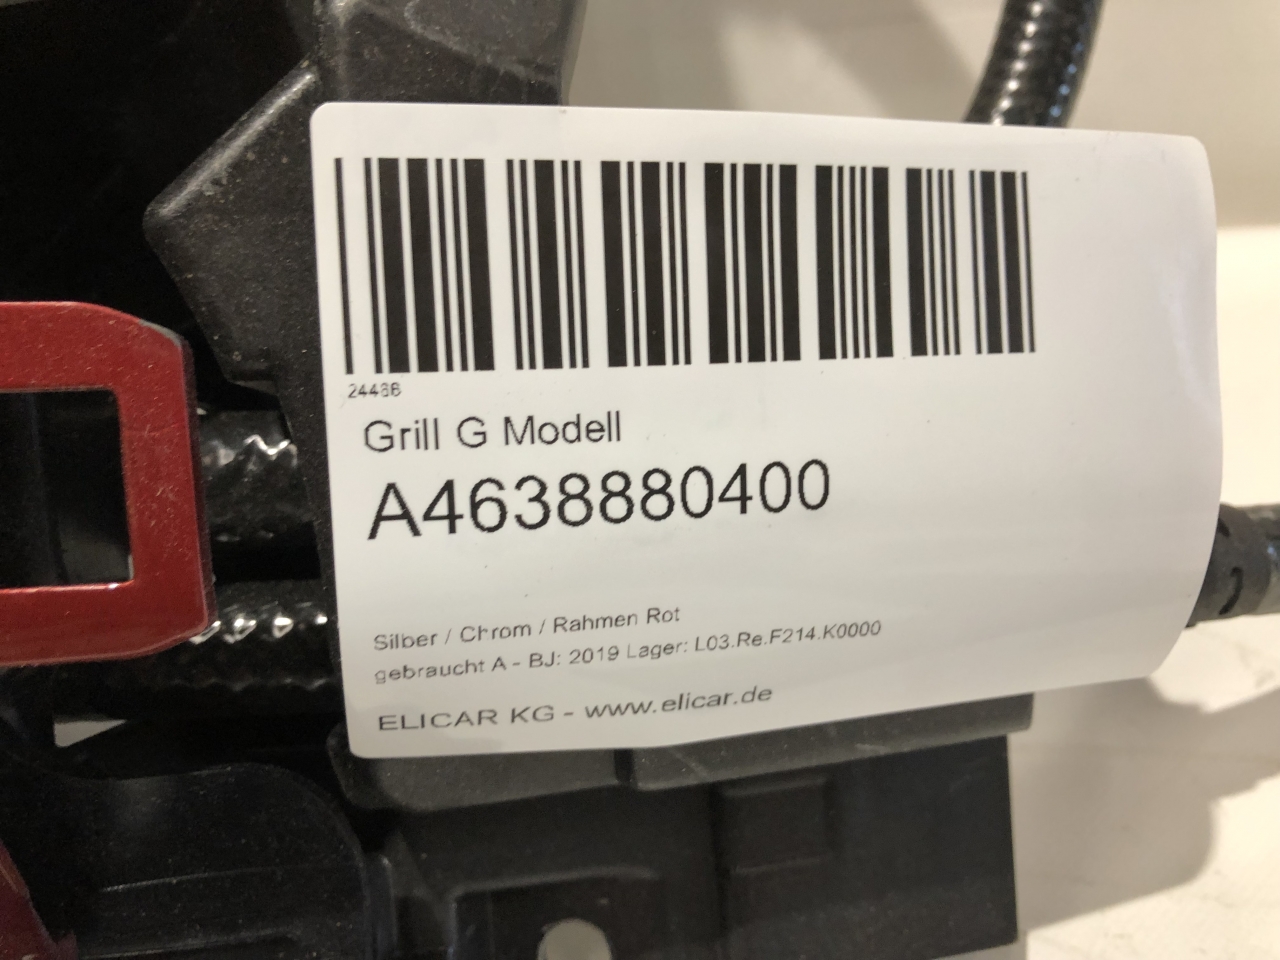 24486
Grill G Modell
A4638880400
Silber / Chrom / Rahmen Rot
gebraucht A - BJ: 2019 Lager: L03.Re.F214.K0000
ELICAR KG - www.elicar.de